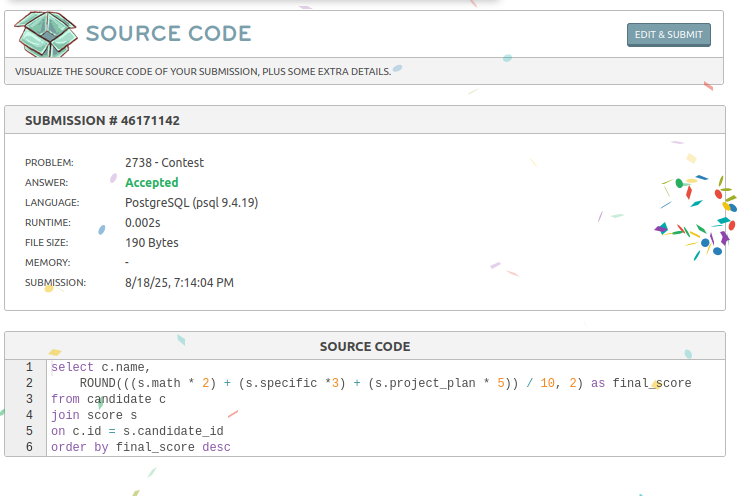 SOURCE CODE
EDIT & SUBMIT
VISUALIZE THE SOURCE CODE OF YOUR SUBMISSION, PLUS SOME EXTRA DETAILS.
SUBMISSION # 46171142
PROBLEM: 2738 - Contest
ANSWER: Accepted
LANGUAGE: PostgreSQL (psql 9.4.19)
RUNTIME: 0.002s
FILE SIZE: 190 Bytes
MEMORY: -
SUBMISSION: 8/18/25, 7:14:04 PM
SOURCE CODE
1 select c.name,
2     ROUND(((s.math * 2) + (s.specific *3) + (s.project_plan * 5)) / 10, 2) as final_score
3 from candidate c
4 join score s
5 on c.id = s.candidate_id
6 order by final_score desc